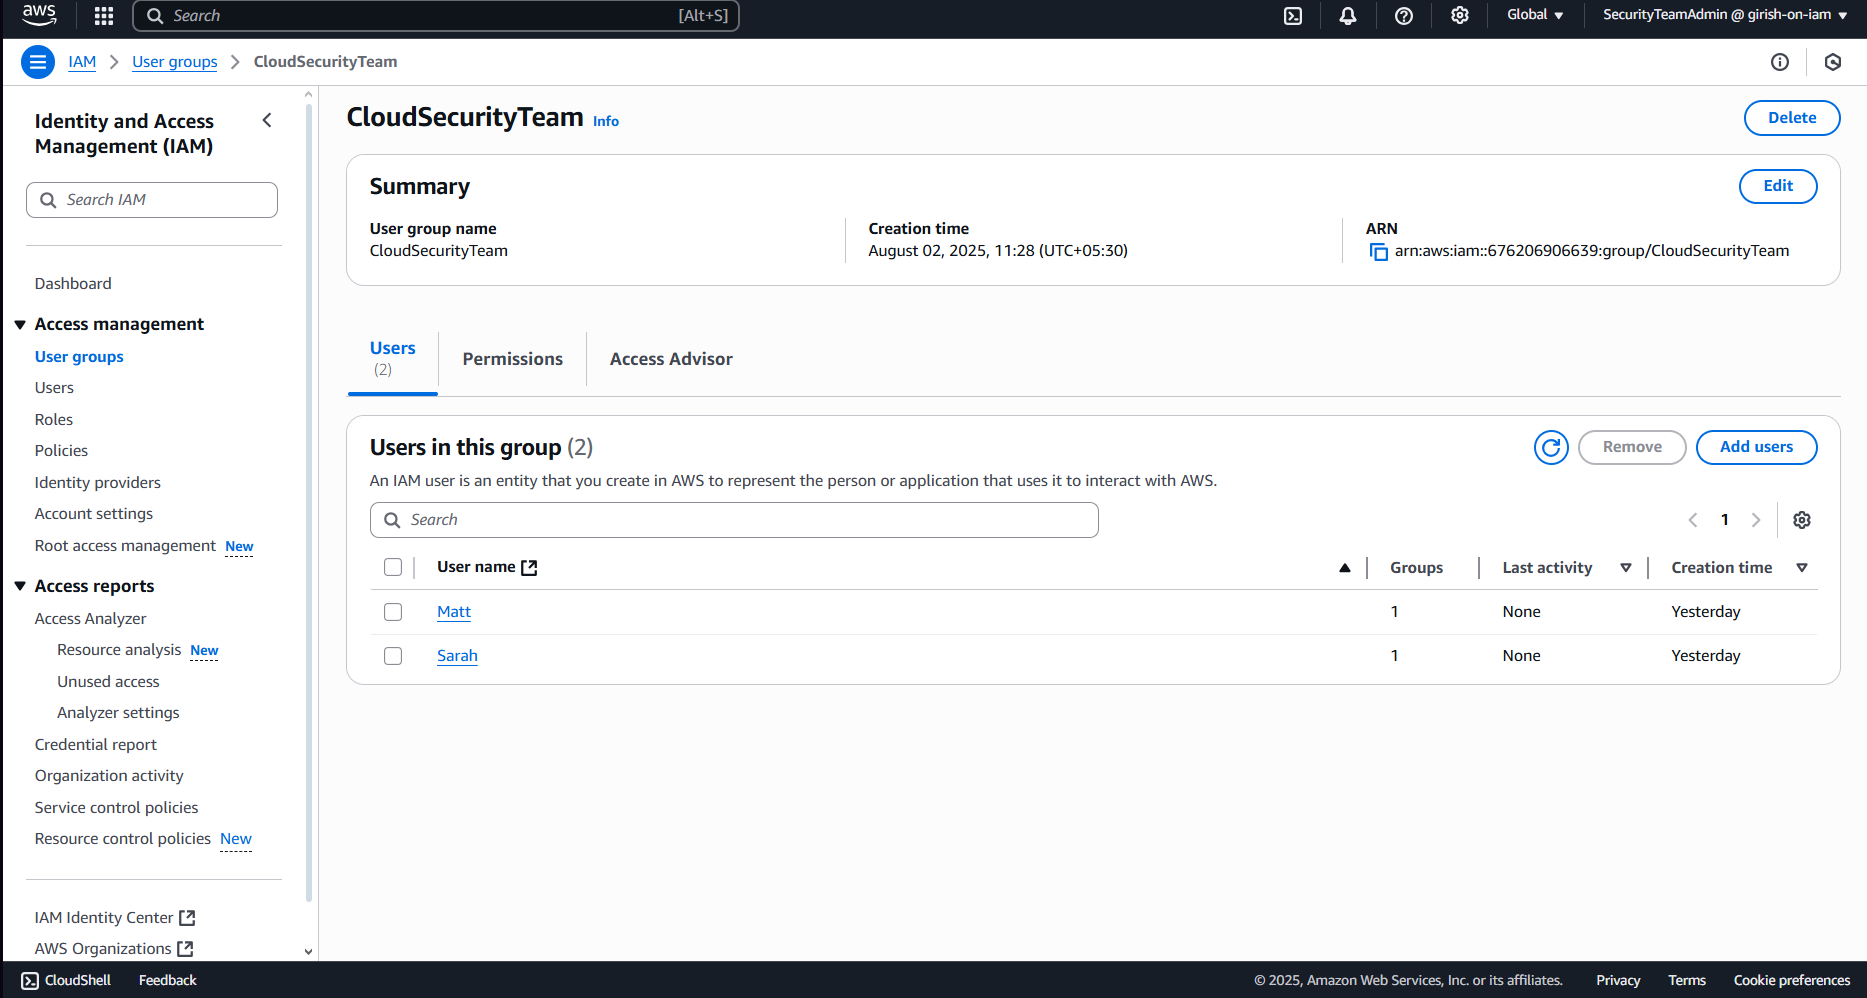 aws
Search [Alt+S]
Global
SecurityTeamAdmin @ girish-on-iam
IAM
User groups
CloudSecurityTeam
Identity and Access
Management (IAM)
Search IAM
Dashboard
Access management
User groups
Users
Roles
Policies
Identity providers
Account settings
Root access management New
Access reports
Access Analyzer
Resource analysis New
Unused access
Analyzer settings
Credential report
Organization activity
Service control policies
Resource control policies New
IAM Identity Center
AWS Organizations
CloudSecurityTeam Info
Delete
Summary
Edit
User group name
CloudSecurityTeam
Creation time
August 02, 2025, 11:28 (UTC+05:30)
ARN
arn:aws:iam::676206906639:group/CloudSecurityTeam
Users
(2)
Permissions
Access Advisor
Users in this group (2)
Remove
Add users
An IAM user is an entity that you create in AWS to represent the person or application that uses it to interact with AWS.
Search
1
User name Groups Last activity Creation time
Matt 1 None Yesterday
Sarah 1 None Yesterday
CloudShell Feedback
© 2025, Amazon Web Services, Inc. or its affiliates. Privacy Terms Cookie preferences